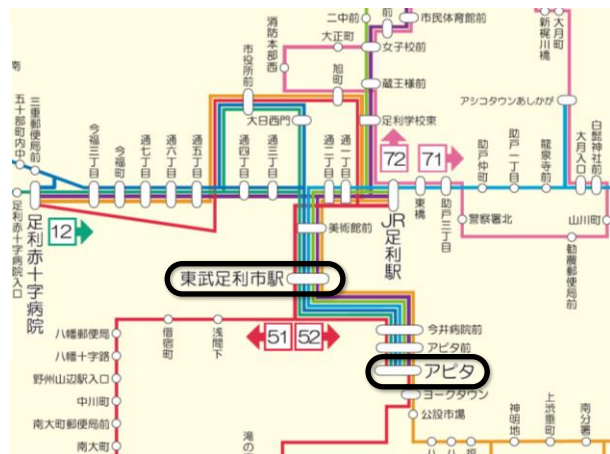 二中前
前
市民体育館前
新梶川橋
大月町
消防本部西
大正町
女子校前
市役所前
旭町
蔵王様前
アシコタウンあしかが
南
大日西門
足利学校東
五十部町内中
三重郵便局前
今福三丁目
今福町
通七丁目
通六丁目
通五丁目
通四丁目
通三丁目
通二丁目
通一丁目
72
71
助戸仲町
助戸一丁目
龍泉寺前
大月入口
白髭神社前
足利赤十字病院入口
足利赤十字病院
12
美術館前
JR足利駅
東橋
助戸三丁目
警察署北
勧農郵便局前
山川町
東武足利市駅
51
52
今井病院前
アピタ前
アピタ
八幡郵便局
借宿町
浅間下
八幡十字路
野州山辺駅入口
ヨークタウン
中川町
公設市場
南大町郵便局前
南大町
滝の
神明地
上渋垂町
南分署
八
八
福